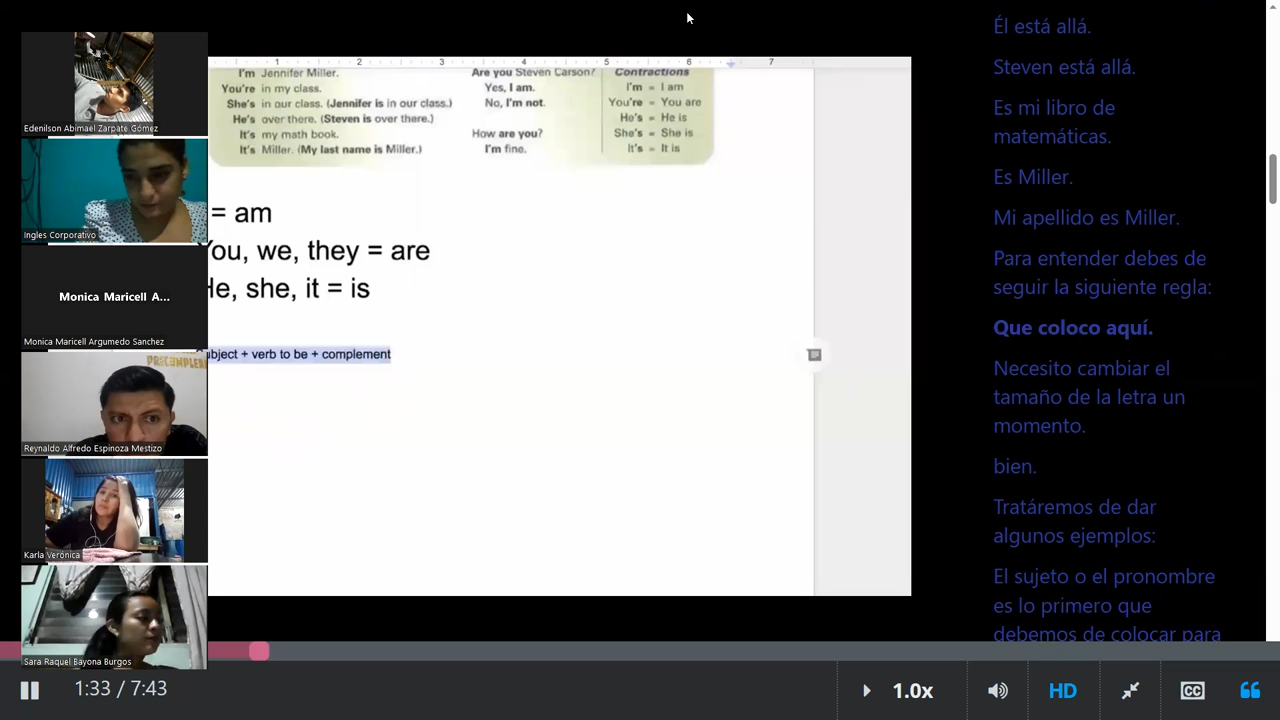 Edenilson Abimael Zarpate Gómez
Ingles Corporativo
Monica Maricell A...
Monica Maricell Argumedo Sanchez
PRECEMPLEA
Reynaldo Alfredo Espinoza Mestizo
Karla Verónica
Sara Raquel Bayona Burgos
1 2 3 4 5 6 7
I'm Jennifer Miller.
You're in my class.
She's in our class. (Jennifer is in our class.)
He's over there. (Steven is over there.)
It's my math book.
It's Miller. (My last name is Miller.)
Are you Steven Carson?
Yes, I am.
No, I'm not.
How are you?
I'm fine.
Contractions
I'm = I am
You're = You are
He's = He is
She's = She is
It's = It is
= am
You, we, they = are
He, she, it = is
ubject + verb to be + complement
Él está allá.
Steven está allá.
Es mi libro de
matemáticas.
Es Miller.
Mi apellido es Miller.
Para entender debes de
seguir la siguiente regla:
Que coloco aquí.
Necesito cambiar el
tamaño de la letra un
momento.
bien.
Tratáremos de dar
algunos ejemplos:
El sujeto o el pronombre
es lo primero que
debemos de colocar para
1:33 / 7:43
1.0x
HD
CC